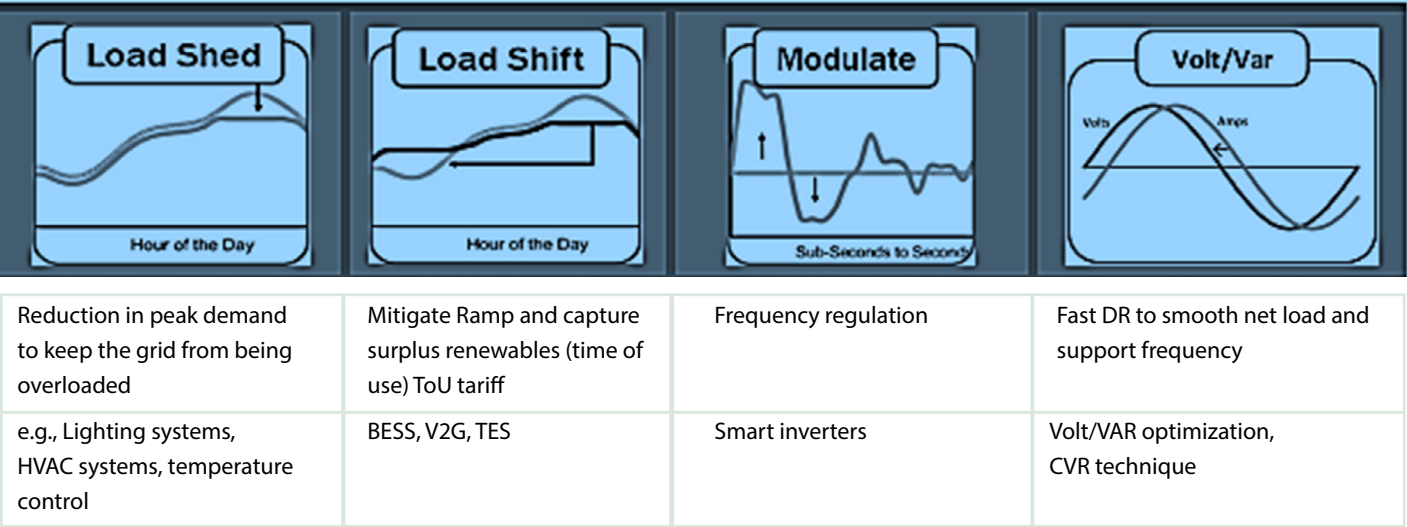 Load Shed
Hour of the Day
Load Shift
Hour of the Day
Modulate
Sub-Seconds to Seconds
Volt/Var
Volts
Amps
Reduction in peak demand
to keep the grid from being
overloaded
Mitigate Ramp and capture
surplus renewables (time of
use) ToU tariff
Frequency regulation
Fast DR to smooth net load and
support frequency
e.g., Lighting systems,
HVAC systems, temperature
control
BESS, V2G, TES
Smart inverters
Volt/VAR optimization,
CVR technique